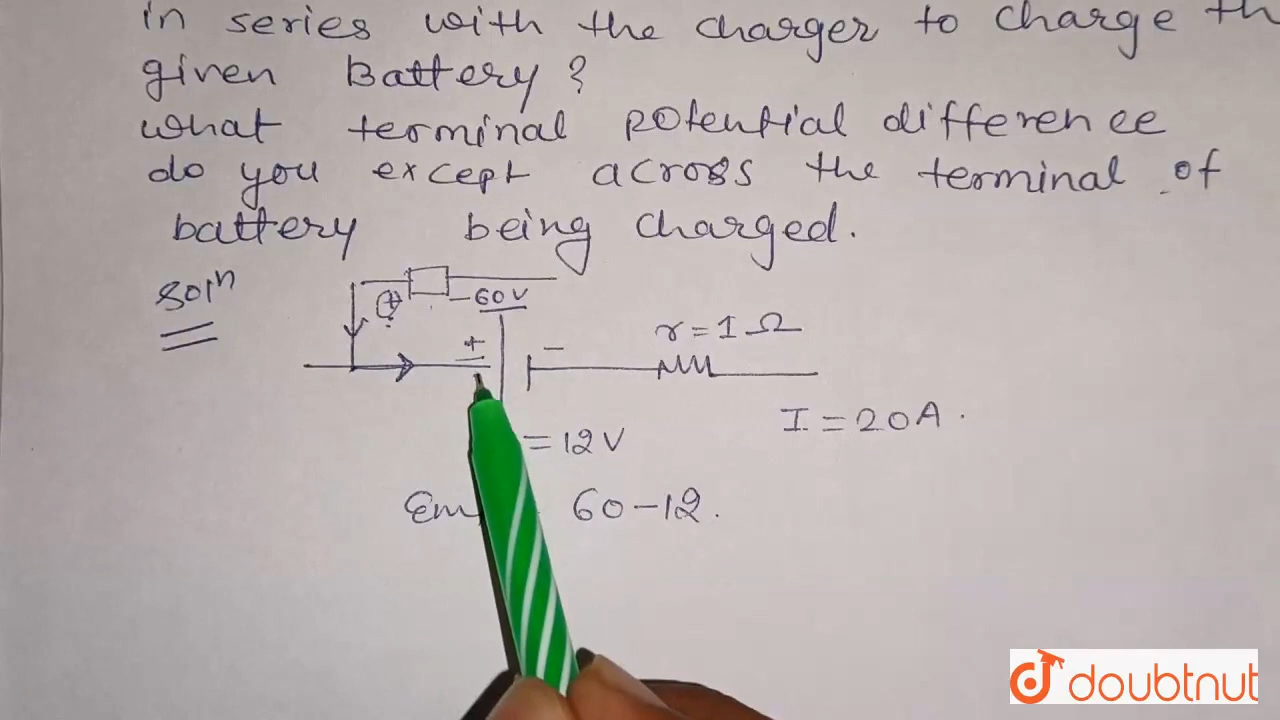 in series with the charger to charge th
given Battery?
what terminal potential difference
do you except across the terminal of
battery being charged.
Soln
+ - 60V
+ -
r = 1 Ω
= 12V
I = 20A.
Em 60-12.
doubtnut